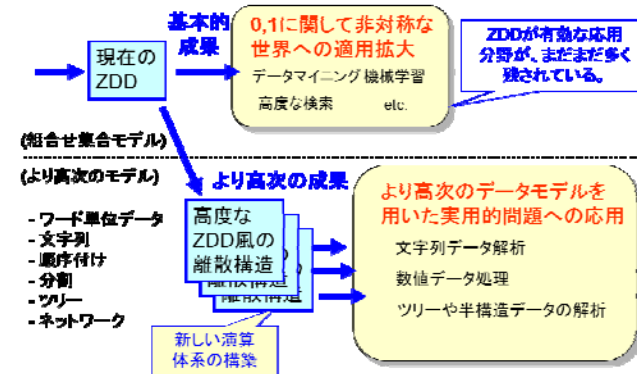 基本的
成果
現在の
ZDD
0,1に関して非対称な
世界への適用拡大
データマイニング 機械学習
高度な検索 etc.
ZDDが有効な応用
分野が、まだまだ多く
残されている。
(組合せ集合モデル)
(より高次のモデル)
- ワード単位データ
- 文字列
- 順序付け
- 分割
- ツリー
- ネットワーク
より高次の成果
高度な
ZDD風の
離散構造
離散構造
離散構造
新しい演算
体系の構築
より高次のデータモデルを
用いた実用的問題への応用
文字列データ解析
数値データ処理
ツリーや半構造データの解析